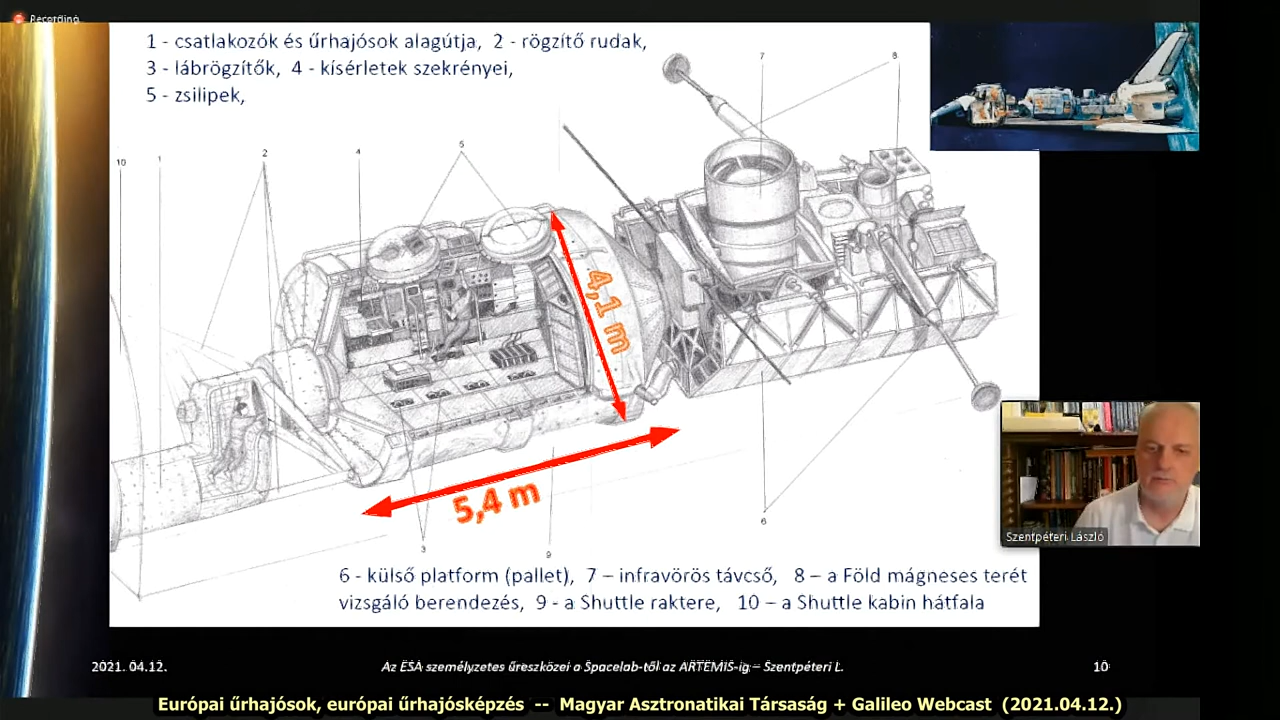 Recording
1 - csatlakozók és űrhajósok alagútja, 2 - rögzítő rudak,
3 - lábrögzítők, 4 - kísérletek szekrényei,
5 - zsilipek,
7
8
5
2
4
10
1
4,1 m
5,4 m
6
3
9
Szentpéteri László
6 - külső platform (pallet), 7 – infravörös távcső, 8 – a Föld mágneses terét
vizsgáló berendezés, 9 - a Shuttle raktere, 10 – a Shuttle kabin hátfala
2021. 04.12.
Az ESA személyzetes űreszközei a Spacelab-től az ARTEMIS-ig – Szentpéteri L.
10
Európai űrhajósok, európai űrhajósképzés -- Magyar Asztronatikai Társaság + Galileo Webcast (2021.04.12.)